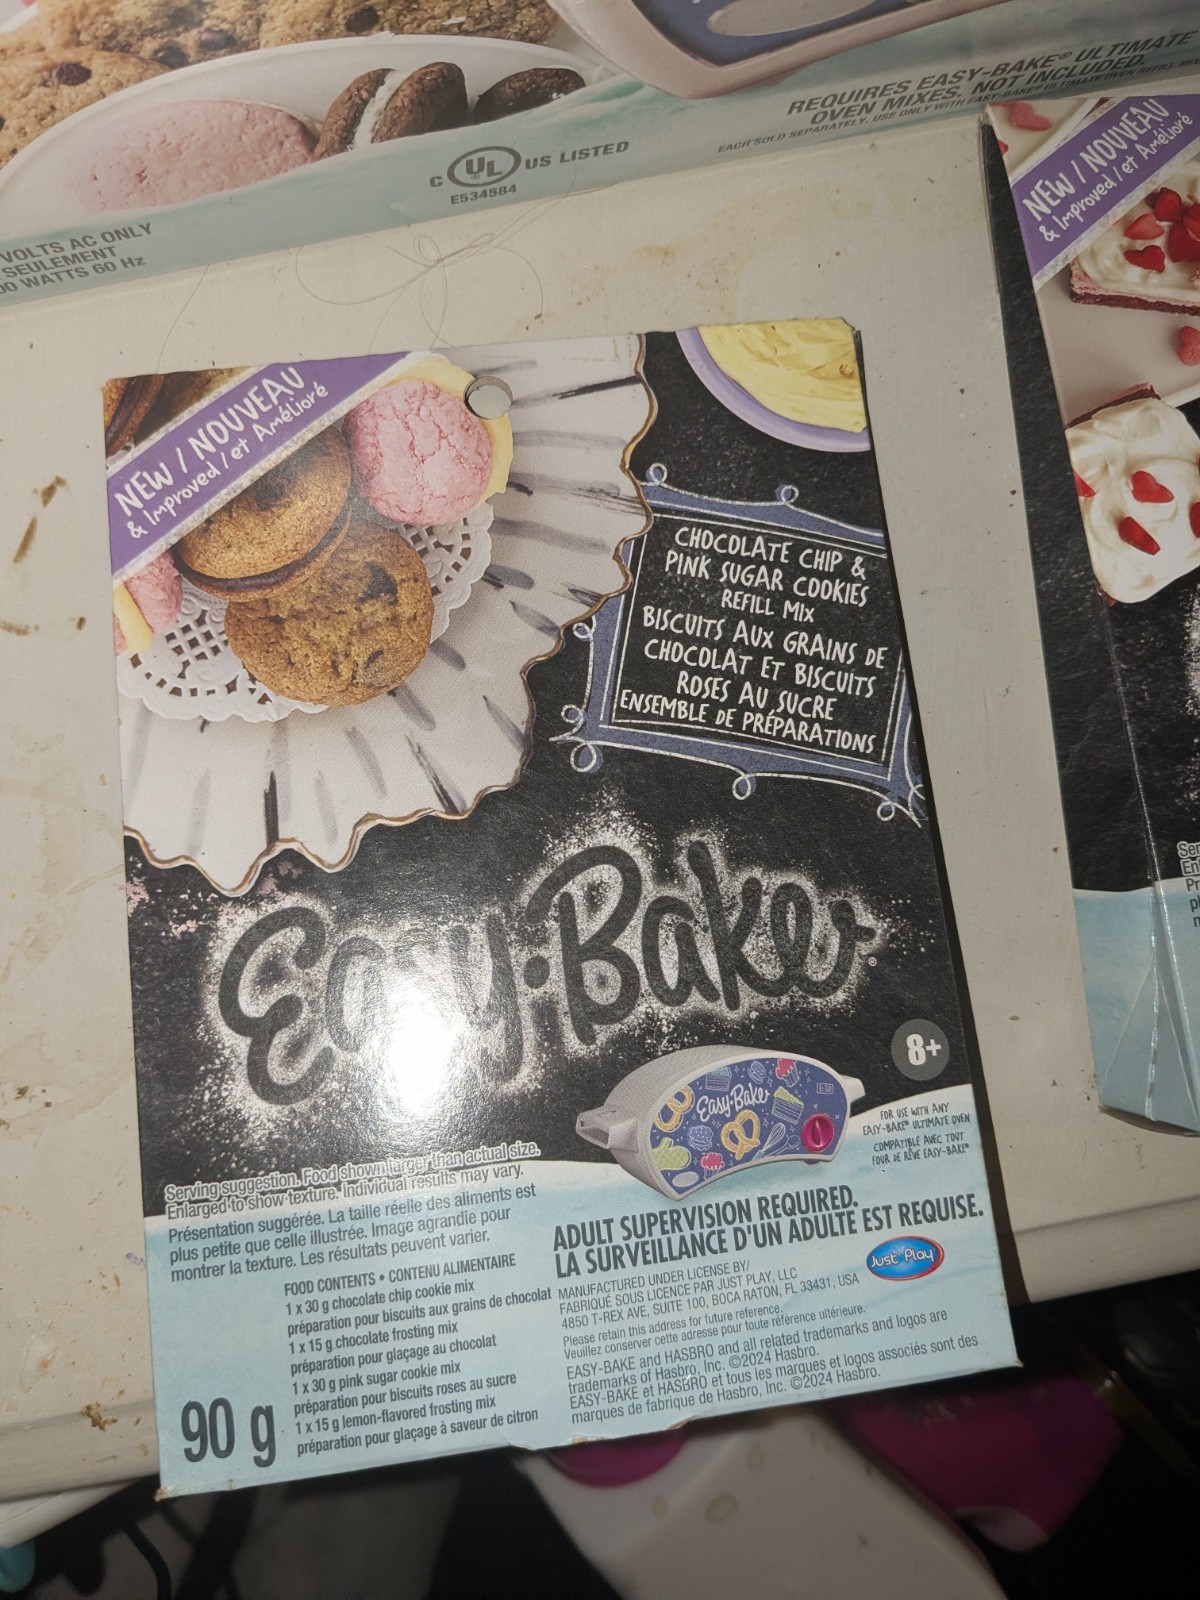 REQUIRES EASY-BAKE® ULTIMATE
OVEN MIXES. NOT INCLUDED.
EACH SOLD SEPARATELY. USE ONLY WITH EASY-BAKE® ULTIMATE OVEN REFILL
C UL® US LISTED
E534584
VOLTS AC ONLY
SEULEMENT
WATTS 60 Hz
NEW / NOUVEAU
& Improved / et Amélioré
NEW / NOUVEAU
& Improved / et Amélioré
CHOCOLATE CHIP &
PINK SUGAR COOKIES
REFILL MIX
BISCUITS AUX GRAINS DE
CHOCOLAT ET BISCUITS
ROSES AU SUCRE
ENSEMBLE DE PRÉPARATIONS
Easy-Bake®
8+
Easy-Bake
FOR USE WITH ANY
EASY-BAKE® ULTIMATE OVEN
COMPATIBLE AVEC TOUT
FOUR DE RÊVE EASY-BAKE®
Serving suggestion. Food shown larger than actual size.
Enlarged to show texture. Individual results may vary.
Présentation suggérée. La taille réelle des aliments est
plus petite que celle illustrée. Image agrandie pour
montrer la texture. Les résultats peuvent varier.
ADULT SUPERVISION REQUIRED.
LA SURVEILLANCE D'UN ADULTE EST REQUISE.
FOOD CONTENTS • CONTENU ALIMENTAIRE
1 x 30 g chocolate chip cookie mix
préparation pour biscuits aux grains de chocolat
1 x 15 g chocolate frosting mix
préparation pour glaçage au chocolat
1 x 30 g pink sugar cookie mix
préparation pour biscuits roses au sucre
1 x 15 g lemon-flavored frosting mix
préparation pour glaçage à saveur de citron
90 g
MANUFACTURED UNDER LICENSE BY/
FABRIQUÉ SOUS LICENCE PAR JUST PLAY, LLC
4850 T-REX AVE, SUITE 100, BOCA RATON, FL 33431, USA
Please retain this address for future reference.
Veuillez conserver cette adresse pour toute référence ultérieure.
EASY-BAKE and HASBRO and all related trademarks and logos are
trademarks of Hasbro, Inc. ©2024 Hasbro.
EASY-BAKE et HASBRO et tous les marques et logos associés sont des
marques de fabrique de Hasbro, Inc. ©2024 Hasbro.
Just Play